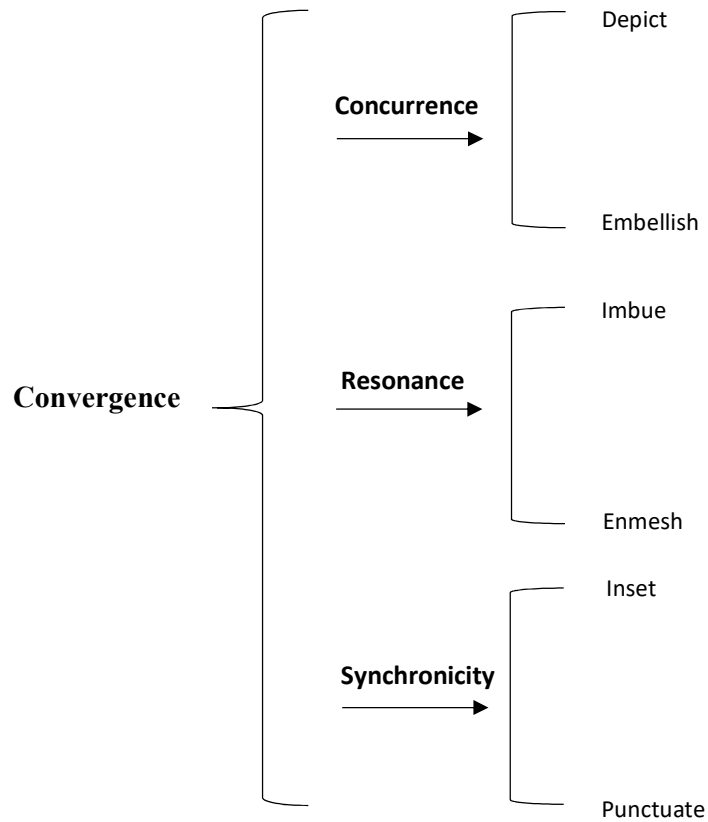 Depict
Concurrence
Embellish
Imbue
Resonance
Convergence
Enmesh
Inset
Synchronicity
Punctuate